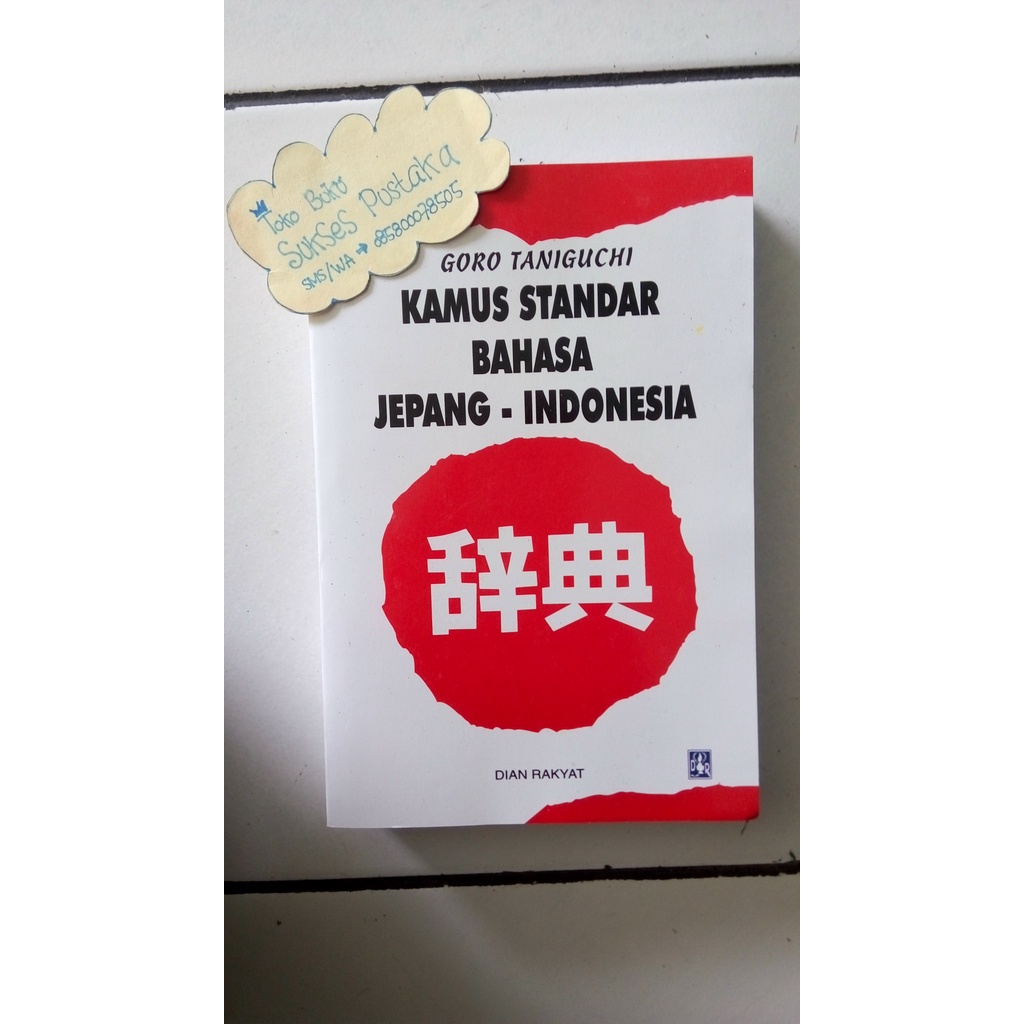 Toko Buku
Sukses Pustaka
SMS/WA → 085800078505
GORO TANIGUCHI
KAMUS STANDAR
BAHASA
JEPANG - INDONESIA
辞典
DIAN RAKYAT
D R